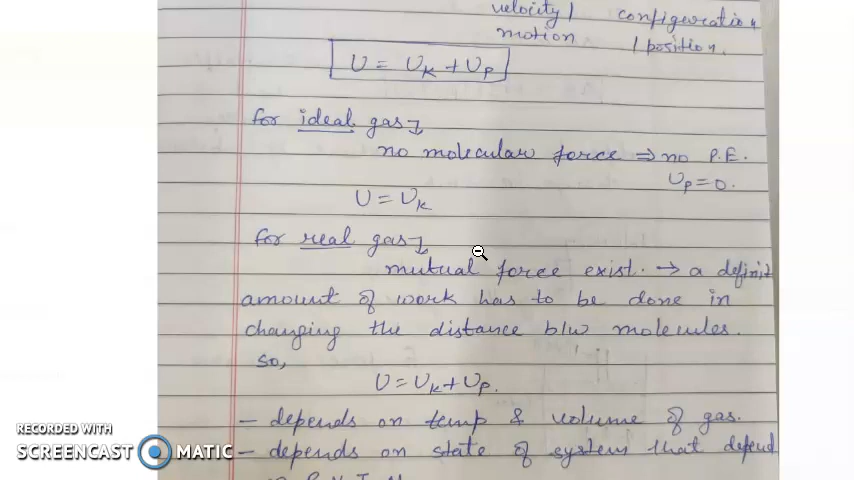 velocity / configuration
motion / position.
U = UK + UP
for ideal gas ↴
no molecular force ⇒ no P.E.
UP = 0.
U = UK
for real gas ↴
mutual force exist. → a definit
amount of work has to be done in
changing the distance b/w molecules.
so,
U = UK + UP.
- depends on temp & volume of gas.
- depends on state of system that depend
RECORDED WITH
SCREENCAST MATIC